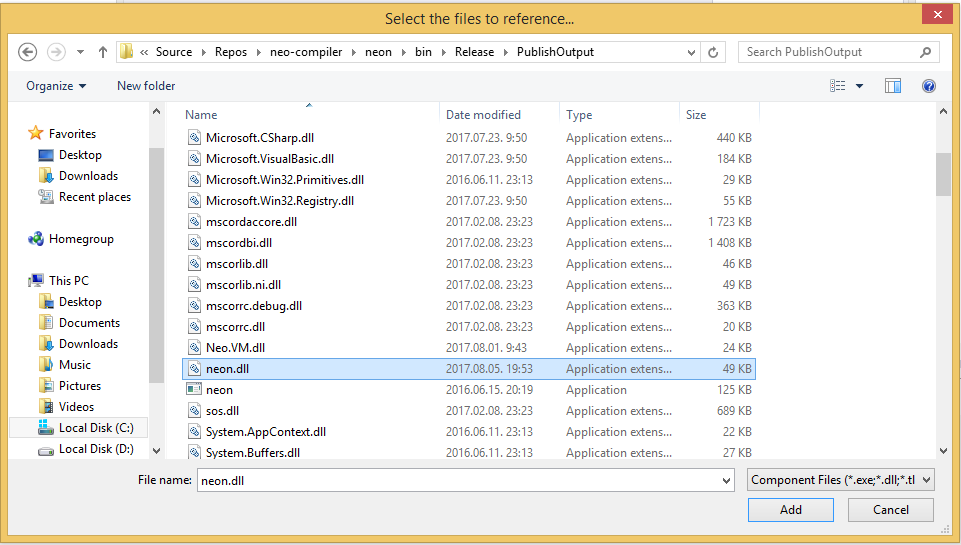 Select the files to reference...
« Source › Repos › neo-compiler › neon › bin › Release › PublishOutput
Search PublishOutput
Organize
New folder
Favorites
Desktop
Downloads
Recent places
Homegroup
This PC
Desktop
Documents
Downloads
Music
Pictures
Videos
Local Disk (C:)
Local Disk (D:)
Name Date modified Type Size
Microsoft.CSharp.dll 2017.07.23. 9:50 Application extens... 440 KB
Microsoft.VisualBasic.dll 2017.07.23. 9:50 Application extens... 184 KB
Microsoft.Win32.Primitives.dll 2016.06.11. 23:13 Application extens... 29 KB
Microsoft.Win32.Registry.dll 2017.07.23. 9:50 Application extens... 55 KB
mscordaccore.dll 2017.02.08. 23:23 Application extens... 1 723 KB
mscordbi.dll 2017.02.08. 23:23 Application extens... 1 408 KB
mscorlib.dll 2017.02.08. 23:23 Application extens... 46 KB
mscorlib.ni.dll 2017.02.08. 23:23 Application extens... 49 KB
mscorrc.debug.dll 2017.02.08. 23:23 Application extens... 363 KB
mscorrc.dll 2017.02.08. 23:23 Application extens... 20 KB
Neo.VM.dll 2017.08.01. 9:43 Application extens... 24 KB
neon.dll 2017.08.05. 19:53 Application extens... 49 KB
neon 2016.06.15. 20:19 Application 125 KB
sos.dll 2017.02.08. 23:23 Application extens... 689 KB
System.AppContext.dll 2016.06.11. 23:13 Application extens... 22 KB
System.Buffers.dll 2016.06.11. 23:13 Application extens... 27 KB
File name: neon.dll
Component Files (*.exe;*.dll;*.tl
Add
Cancel